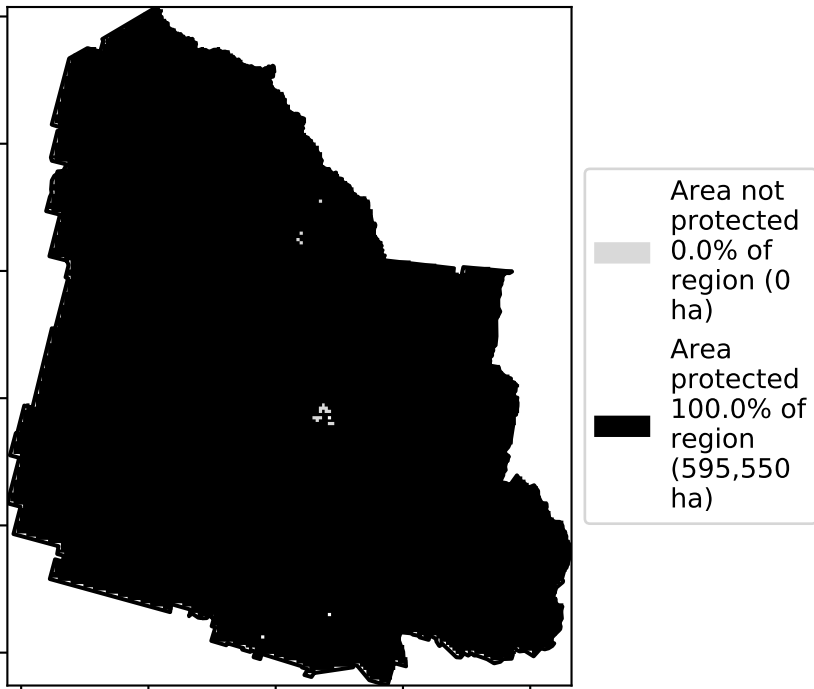 Area not
protected
0.0% of
region (0
ha)
Area
protected
100.0% of
region
(595,550
ha)